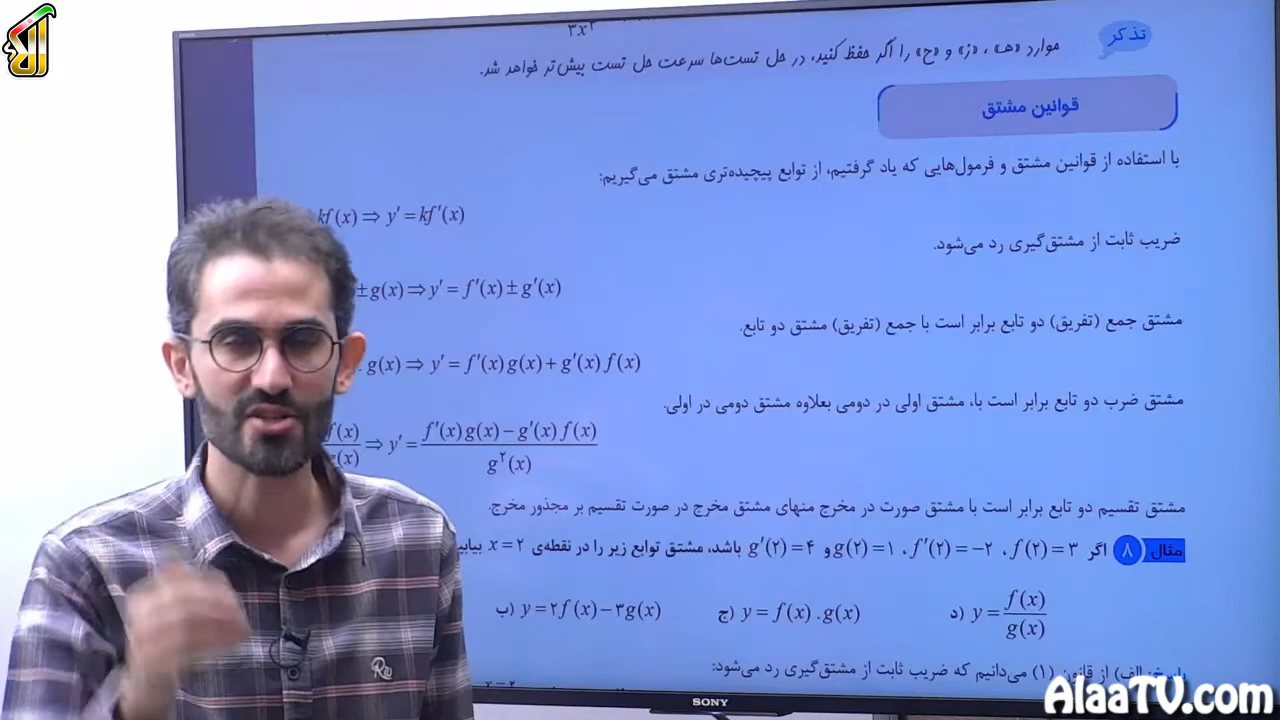 آلاء
۳x۲
تذکر
موارد «هـ» ، «ز» و «ح» را اگر حفظ کنید، در حل تست‌ها سرعت حل تست بیش‌تر خواهد شد.
قوانین مشتق
با استفاده از قوانین مشتق و فرمول‌هایی که یاد گرفتیم، از توابع پیچیده‌تری مشتق می‌گیریم:
kf(x) ⇒ y′ = kf′(x)
ضریب ثابت از مشتق‌گیری رد می‌شود.
± g(x) ⇒ y′ = f′(x) ± g′(x)
مشتق جمع (تفریق) دو تابع برابر است با جمع (تفریق) مشتق دو تابع.
. g(x) ⇒ y′ = f′(x) g(x) + g′(x) f(x)
مشتق ضرب دو تابع برابر است با، مشتق اولی در دومی بعلاوه مشتق دومی در اولی.
f(x)/g(x) ⇒ y′ = (f′(x) g(x) − g′(x) f(x))/g۲(x)
مشتق تقسیم دو تابع برابر است با مشتق صورت در مخرج منهای مشتق مخرج در صورت تقسیم بر مجذور مخرج.
مثال ۸ اگر f(۲) = ۳ ، f′(۲) = −۲ ، g(۲) = ۱ و g′(۲) = ۴ باشد، مشتق توابع زیر را در نقطه‌ی x = ۲
ب) y = ۲f(x) − ۳g(x) ج) y = f(x) . g(x) د) y = f(x)/g(x)
الف) از قانون (۱) می‌دانیم که ضریب ثابت از مشتق‌گیری رد می‌شود:
SONY
AlaaTV.com